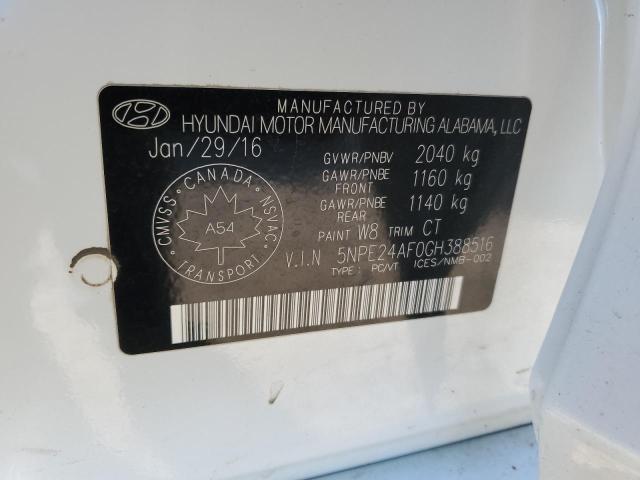 MANUFACTURED BY
HYUNDAI MOTOR MANUFACTURING ALABAMA, LLC
Jan/29/16
GVWR/PNBV 2040 kg
GAWR/PNBE FRONT 1160 kg
GAWR/PNBE REAR 1140 kg
PAINT W8 TRIM CT
V.I.N 5NPE24AF0GH388516
TYPE: PC/VT ICES/NMB-002
CMVSS · CANADA · NSVAC
A54
TRANSPORT